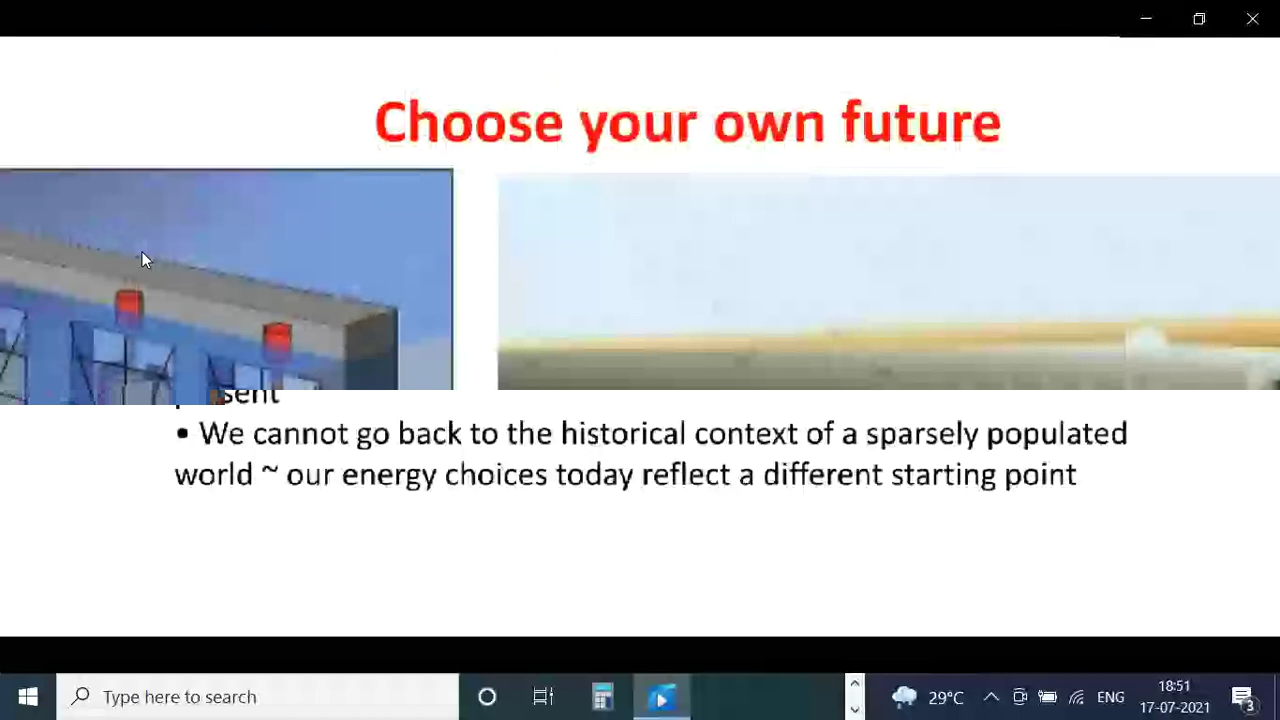 Choose your own future
• We cannot go back to the historical context of a sparsely populated
world ~ our energy choices today reflect a different starting point
Type here to search
29°C
ENG
18:51
17-07-2021
3